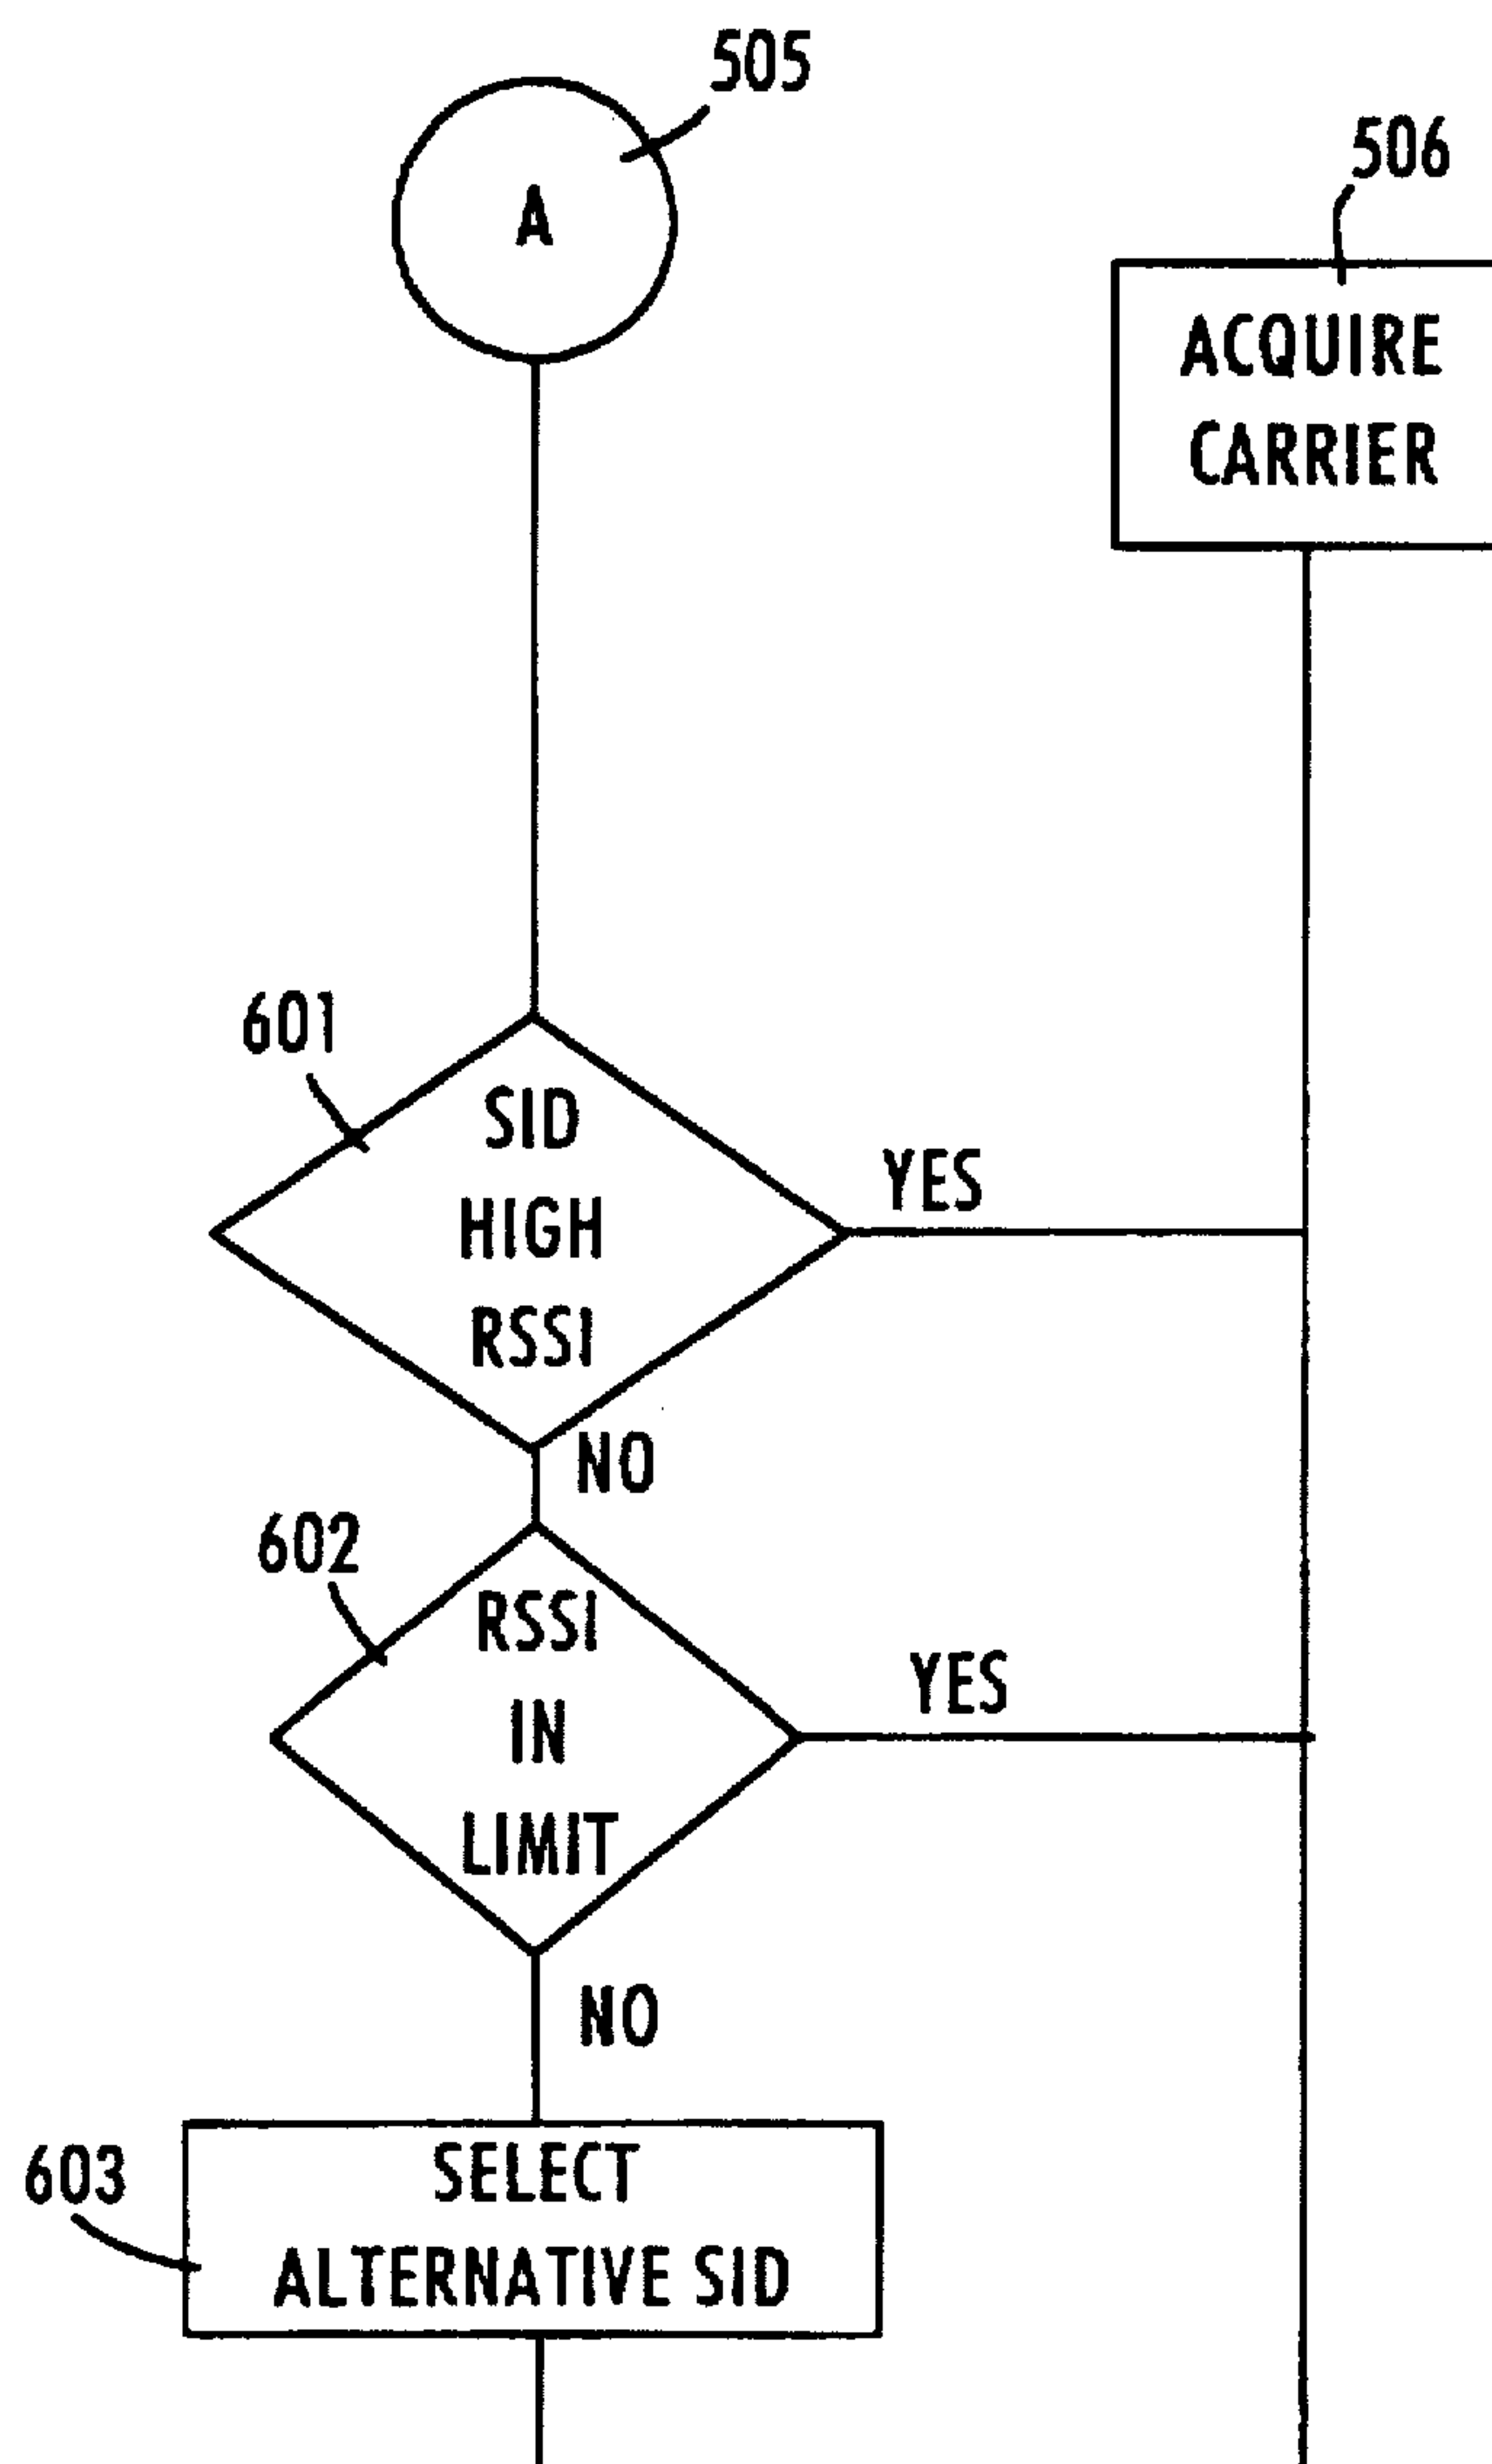 505
A
506
ACQUIRE
CARRIER
601
SID
HIGH
RSSI
YES
NO
602
RSSI
IN
LIMIT
YES
NO
603
SELECT
ALTERNATIVE SID